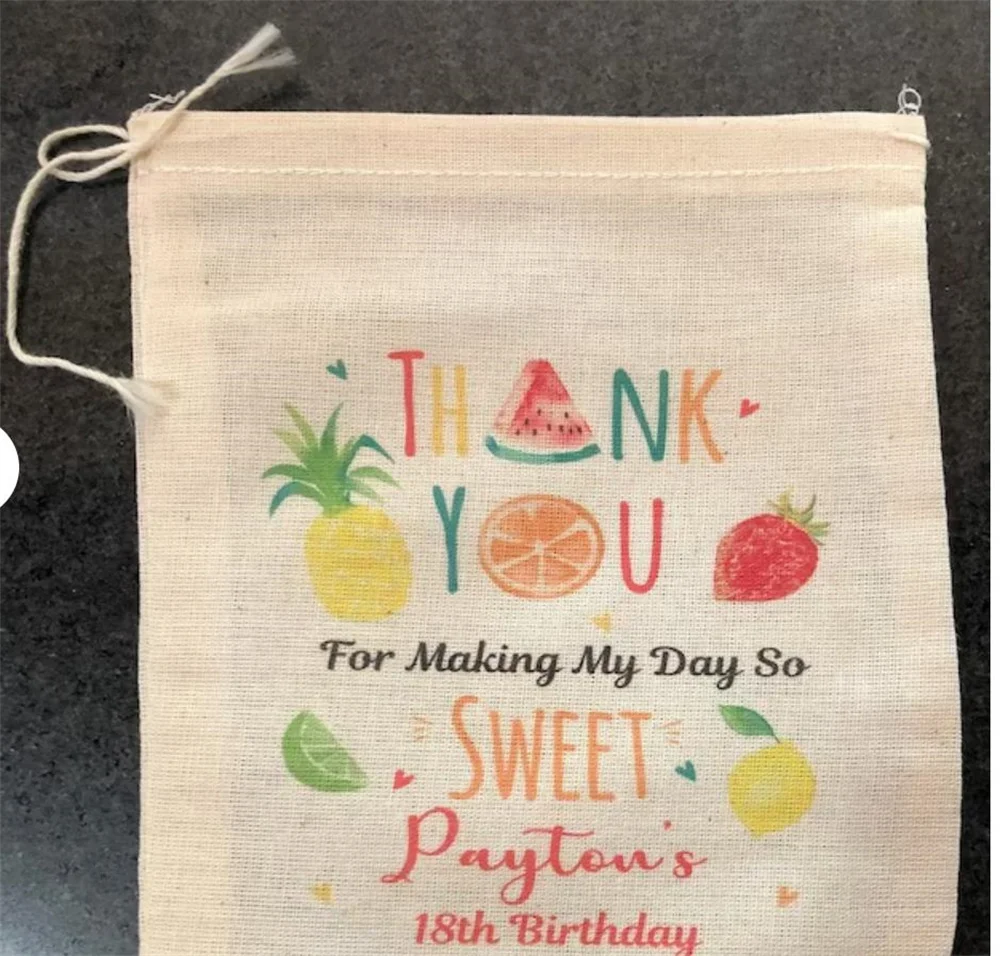 THANK
YOU
For Making My Day So
SWEET
Payton's
18th Birthday